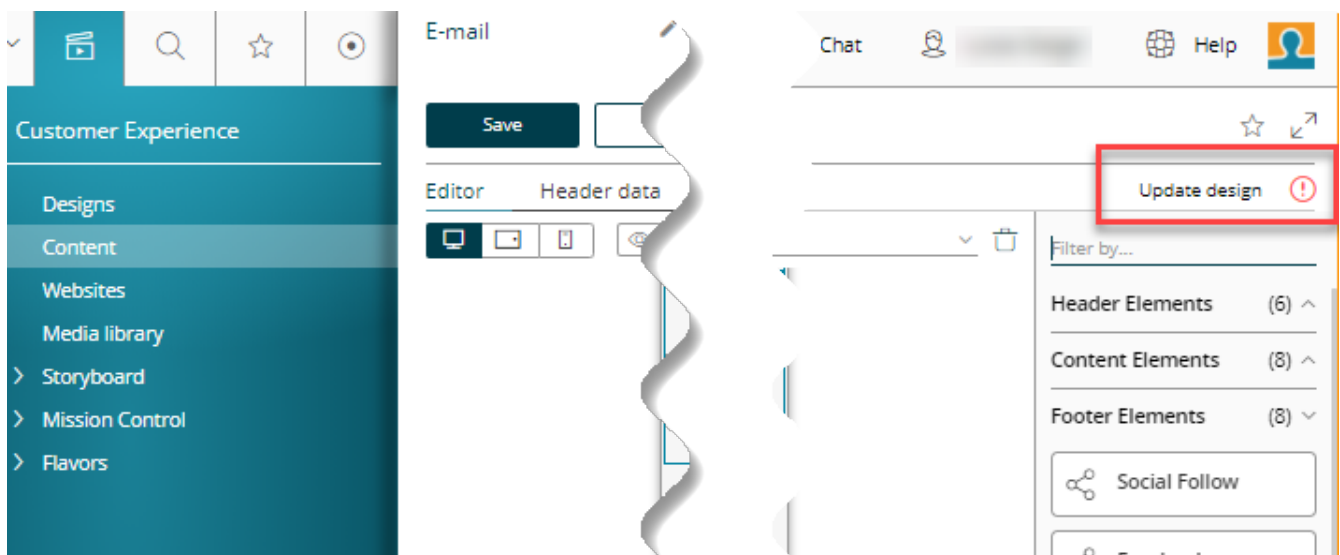 E-mail
Chat
Help
Customer Experience
Save
Update design
Editor
Header data
Designs
Content
Websites
Media library
Storyboard
Mission Control
Flavors
Filter by...
Header Elements (6)
Content Elements (8)
Footer Elements (8)
Social Follow